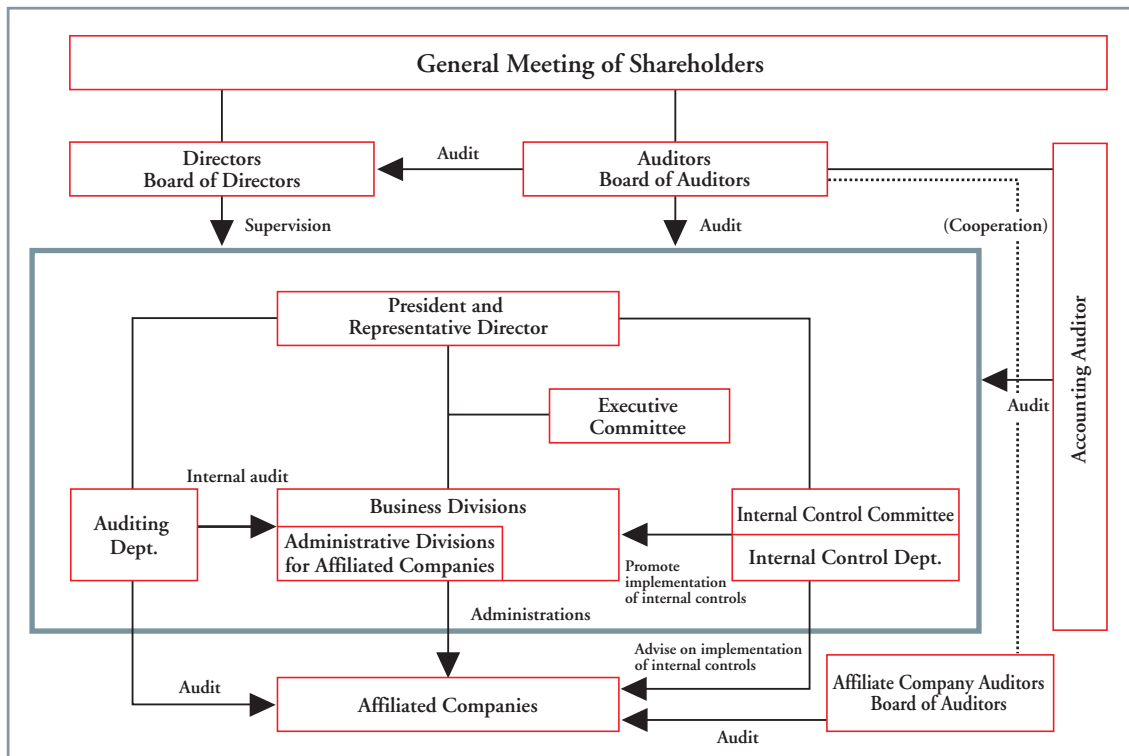 General Meeting of Shareholders
Directors
Board of Directors
Audit
Auditors
Board of Auditors
Supervision
Audit
(Cooperation)
Accounting Auditor
Audit
President and
Representative Director
Executive
Committee
Internal audit
Auditing
Dept.
Business Divisions
Administrative Divisions
for Affiliated Companies
Internal Control Committee
Internal Control Dept.
Promote
implementation
of internal controls
Administrations
Advise on implementation
of internal controls
Audit
Affiliated Companies
Affiliate Company Auditors
Board of Auditors
Audit